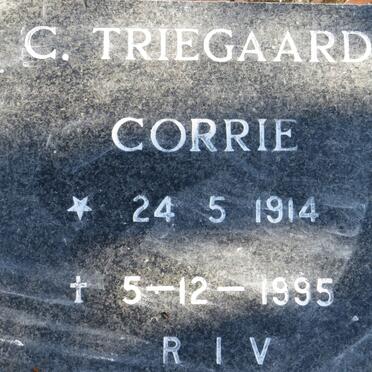 C. TRIEGAARD
CORRIE
★ 24 5 1914
† 5-12-1995
R I V